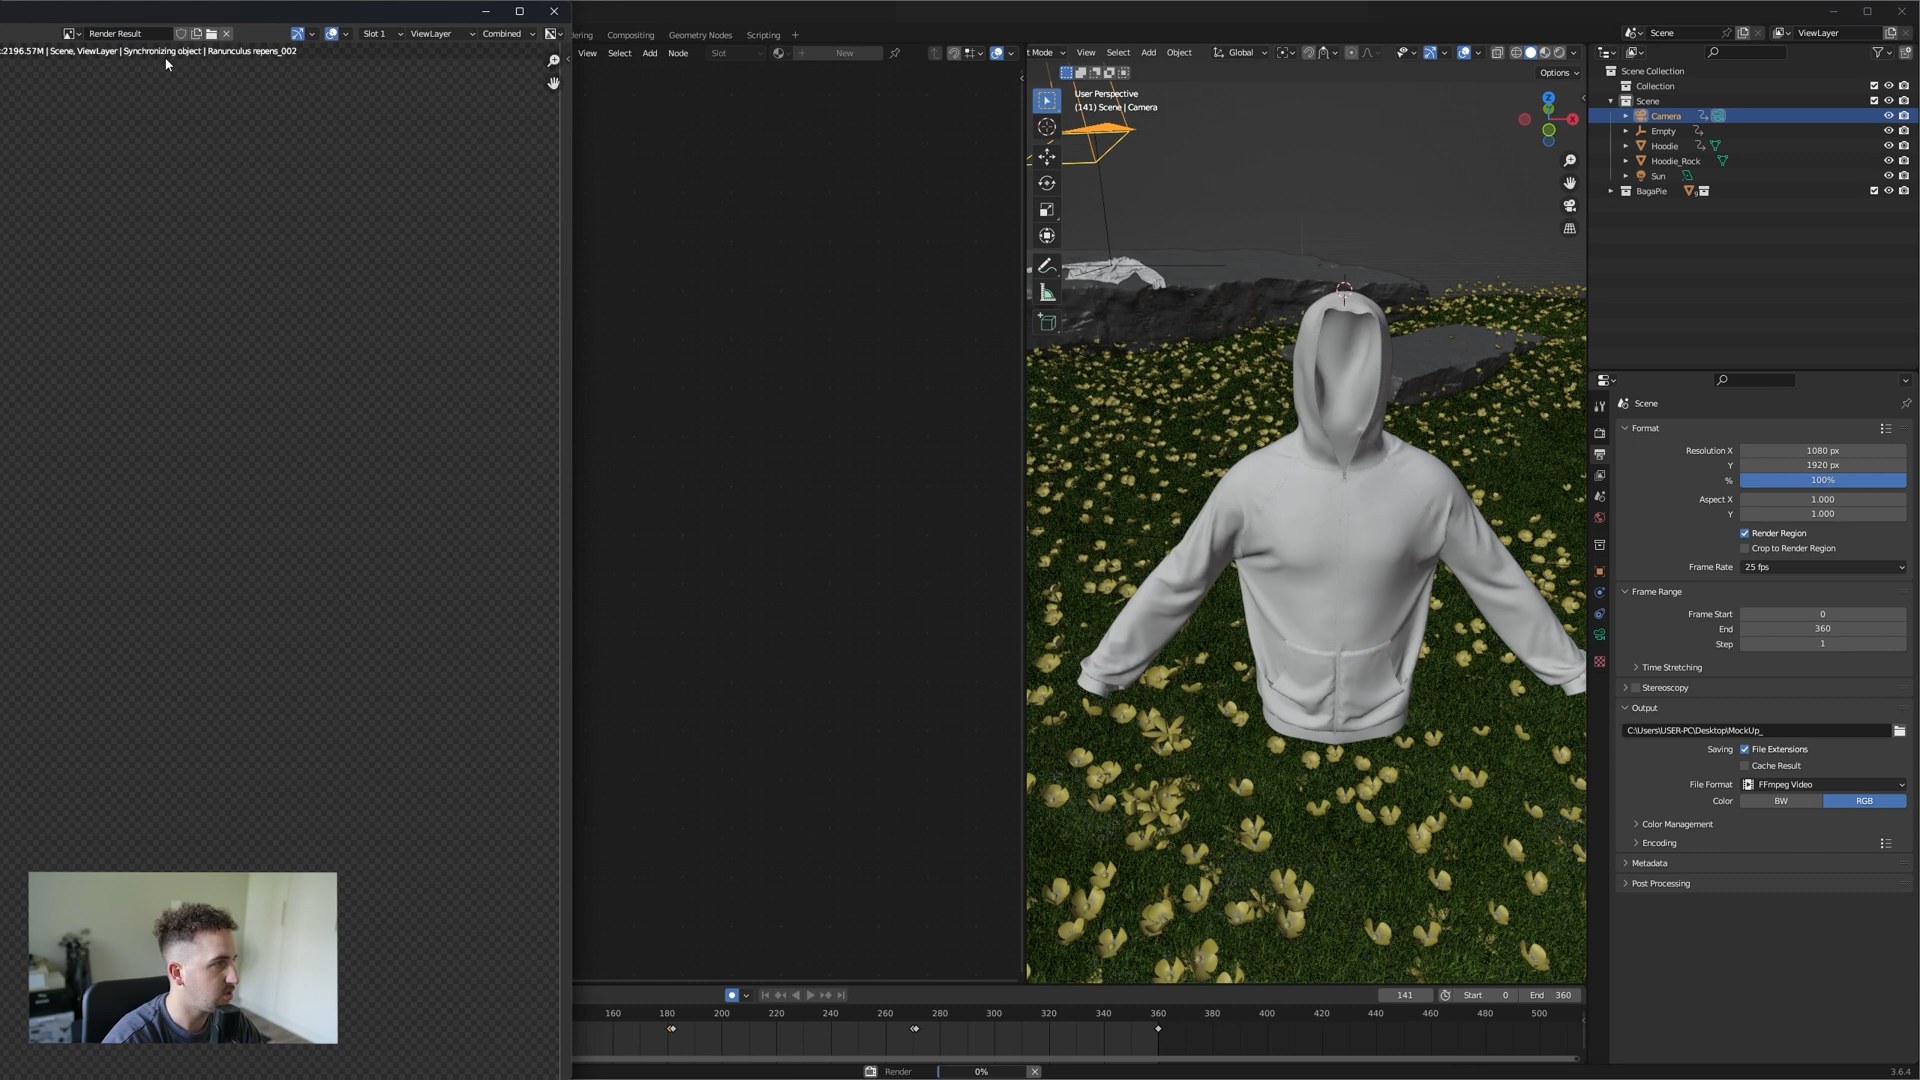 Render Result
Slot 1
ViewLayer
Combined
:2196.57M | Scene, ViewLayer | Synchronizing object | Ranunculus repens_002
dering
Compositing
Geometry Nodes
Scripting
+
View
Select
Add
Node
Slot
New
t Mode
View
Select
Add
Object
Global
Options
User Perspective
(141) Scene | Camera
Z
Y
X
Scene
ViewLayer
Scene Collection
Collection
Scene
Camera
Empty
Hoodie
Hoodie_Rock
Sun
BagaPie
Scene
Format
Resolution X 1080 px
Y 1920 px
% 100%
Aspect X 1.000
Y 1.000
Render Region
Crop to Render Region
Frame Rate 25 fps
Frame Range
Frame Start 0
End 360
Step 1
Time Stretching
Stereoscopy
Output
C:\Users\USER-PC\Desktop\MockUp_
Saving File Extensions
Cache Result
File Format FFmpeg Video
Color BW RGB
Color Management
Encoding
Metadata
Post Processing
141 Start 0 End 360
160 180 200 220 240 260 280 300 320 340 360 380 400 420 440 460 480 500
Render 0%
3.6.4